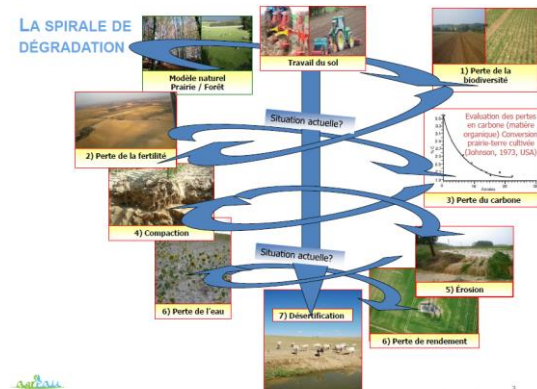 LA SPIRALE DE
DÉGRADATION
Modèle naturel
Prairie / Forêt
Travail du sol
1) Perte de la
biodiversité
Situation actuelle?
2) Perte de la fertilité
Evaluation des pertes
en carbone (matière
organique) Conversion
prairie-terre cultivée
(Johnson, 1973, USA)
3) Perte du carbone
4) Compaction
Situation actuelle?
5) Érosion
6) Perte de l'eau
7) Désertification
6) Perte de rendement